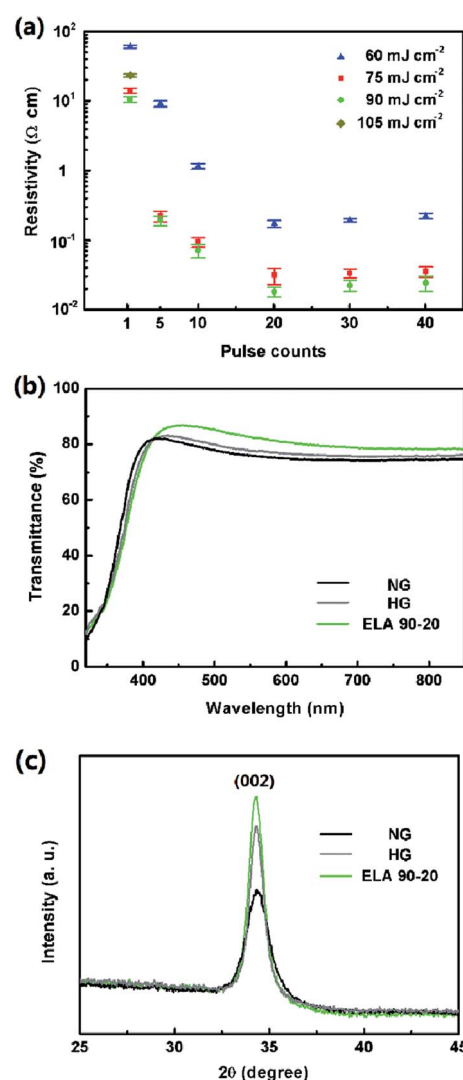 (a)
10²
10¹
1
10⁻¹
10⁻²
Resistivity (Ω cm)
60 mJ cm⁻²
75 mJ cm⁻²
90 mJ cm⁻²
105 mJ cm⁻²
1 5 10 20 30 40
Pulse counts
(b)
100
80
60
40
20
0
Transmittance (%)
NG
HG
ELA 90-20
400 500 600 700 800
Wavelength (nm)
(c)
(002)
Intensity (a. u.)
NG
HG
ELA 90-20
25 30 35 40 45
2θ (degree)